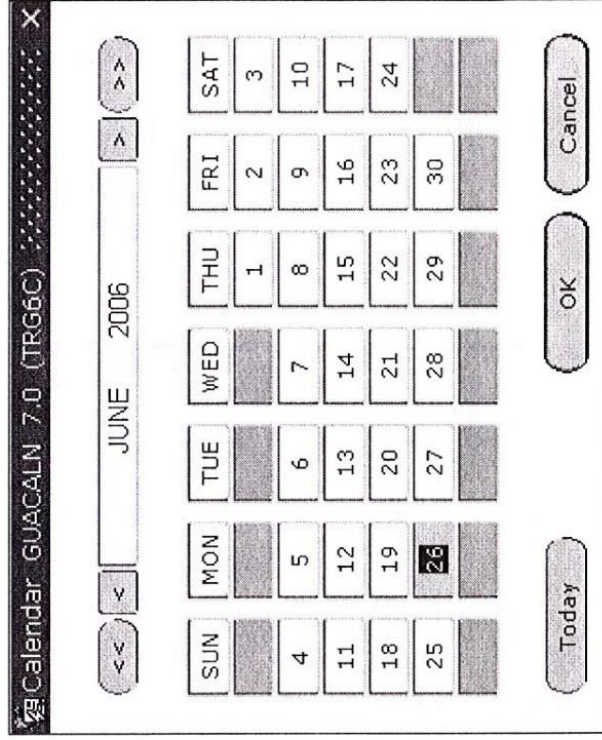 Calendar GUACALN 7.0 (TRG6C)
<< < JUNE 2006 > >>
SUN MON TUE WED THU FRI SAT
1 2 3
4 5 6 7 8 9 10
11 12 13 14 15 16 17
18 19 20 21 22 23 24
25 26 27 28 29 30
Today OK Cancel